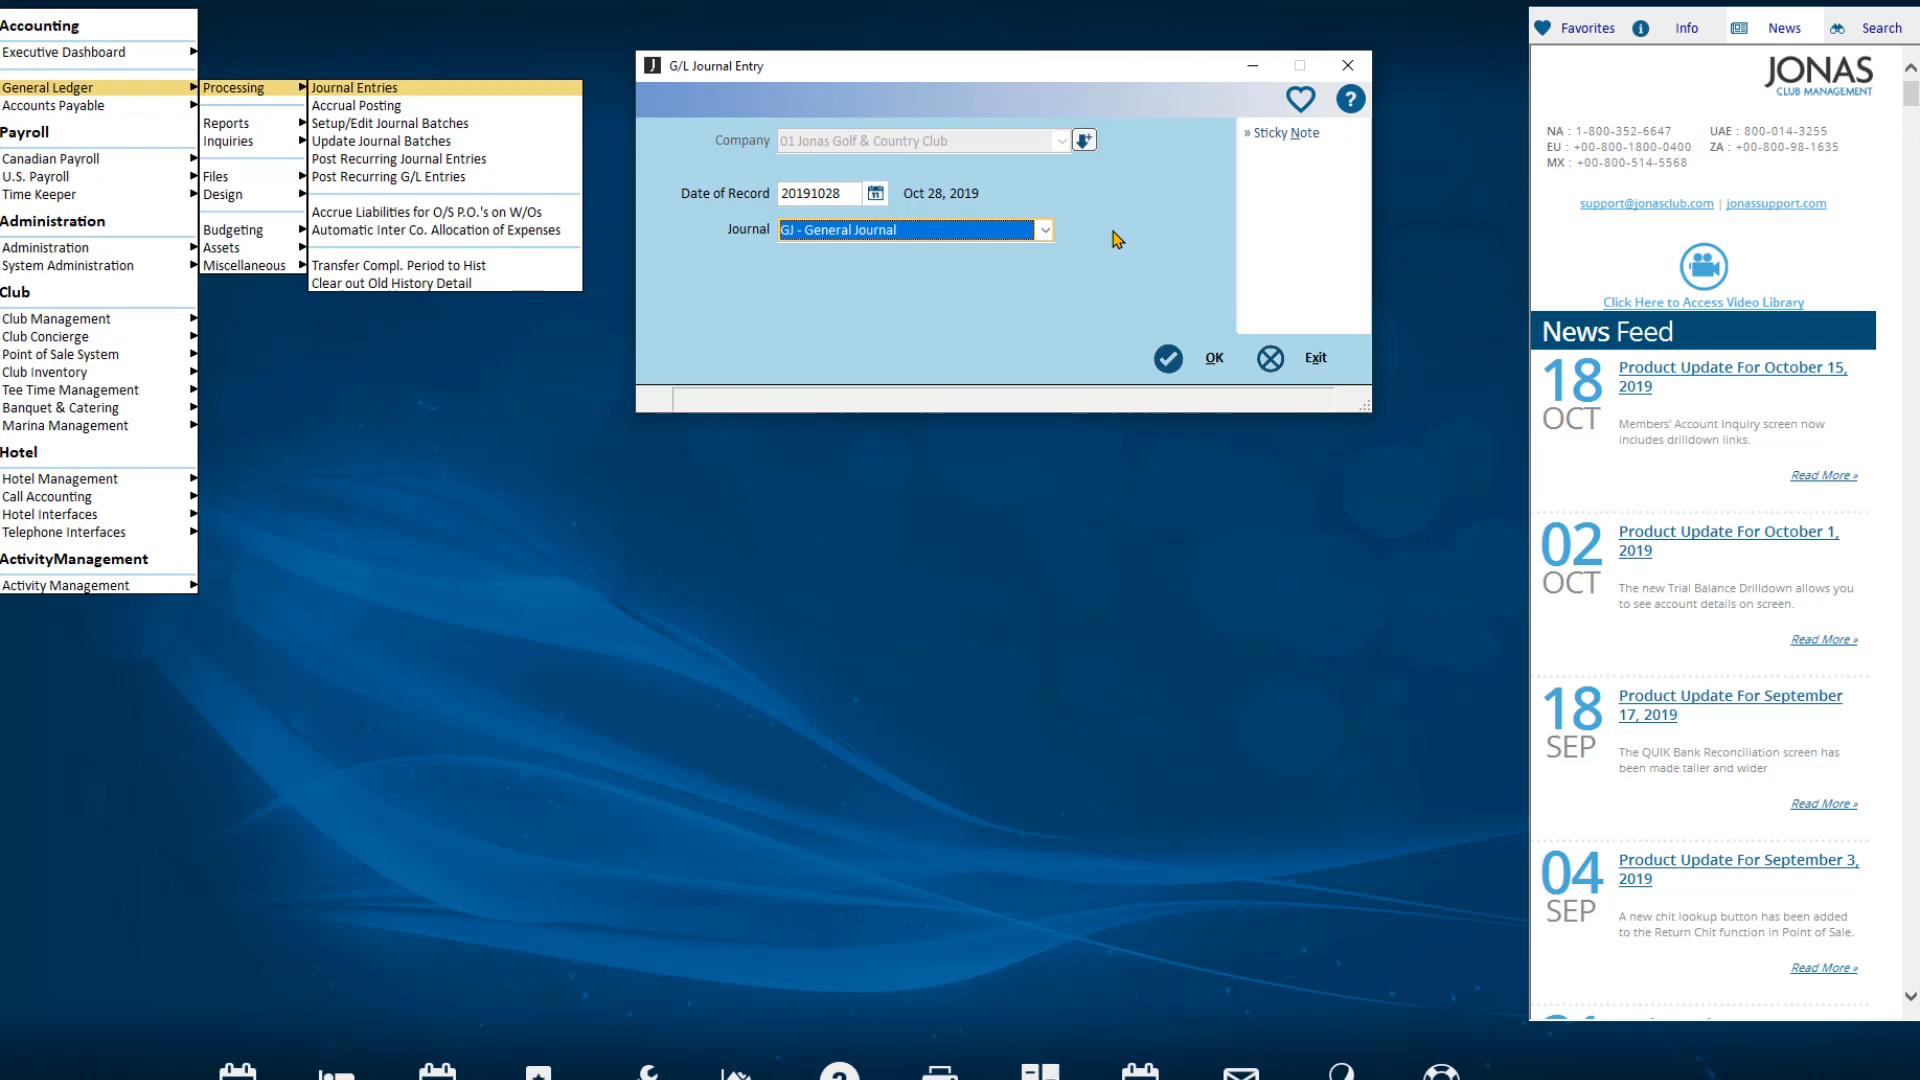 Accounting
Executive Dashboard
General Ledger
Accounts Payable
Payroll
Canadian Payroll
U.S. Payroll
Time Keeper
Administration
Administration
System Administration
Club
Club Management
Club Concierge
Point of Sale System
Club Inventory
Tee Time Management
Banquet & Catering
Marina Management
Hotel
Hotel Management
Call Accounting
Hotel Interfaces
Telephone Interfaces
ActivityManagement
Activity Management
Processing
Reports
Inquiries
Files
Design
Budgeting
Assets
Miscellaneous
Journal Entries
Accrual Posting
Setup/Edit Journal Batches
Update Journal Batches
Post Recurring Journal Entries
Post Recurring G/L Entries
Accrue Liabilities for O/S P.O.'s on W/Os
Automatic Inter Co. Allocation of Expenses
Transfer Compl. Period to Hist
Clear out Old History Detail
J G/L Journal Entry
Company 01 Jonas Golf & Country Club
Date of Record 20191028 Oct 28, 2019
Journal GJ - General Journal
» Sticky Note
OK Exit
Favorites Info News Search
JONAS
CLUB MANAGEMENT
NA : 1-800-352-6647 UAE : 800-014-3255
EU : +00-800-1800-0400 ZA : +00-800-98-1635
MX : +00-800-514-5568
support@jonasclub.com | jonassupport.com
Click Here to Access Video Library
News Feed
18 OCT
Product Update For October 15,
2019
Members' Account Inquiry screen now
includes drilldown links.
Read More »
02 OCT
Product Update For October 1,
2019
The new Trial Balance Drilldown allows you
to see account details on screen.
Read More »
18 SEP
Product Update For September
17, 2019
The QUIK Bank Reconciliation screen has
been made taller and wider
Read More »
04 SEP
Product Update For September 3,
2019
A new chit lookup button has been added
to the Return Chit function in Point of Sale.
Read More »